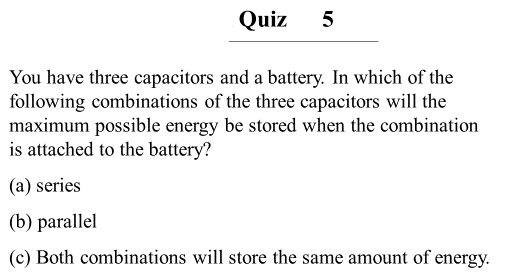 Quiz 5
You have three capacitors and a battery. In which of the
following combinations of the three capacitors will the
maximum possible energy be stored when the combination
is attached to the battery?
(a) series
(b) parallel
(c) Both combinations will store the same amount of energy.